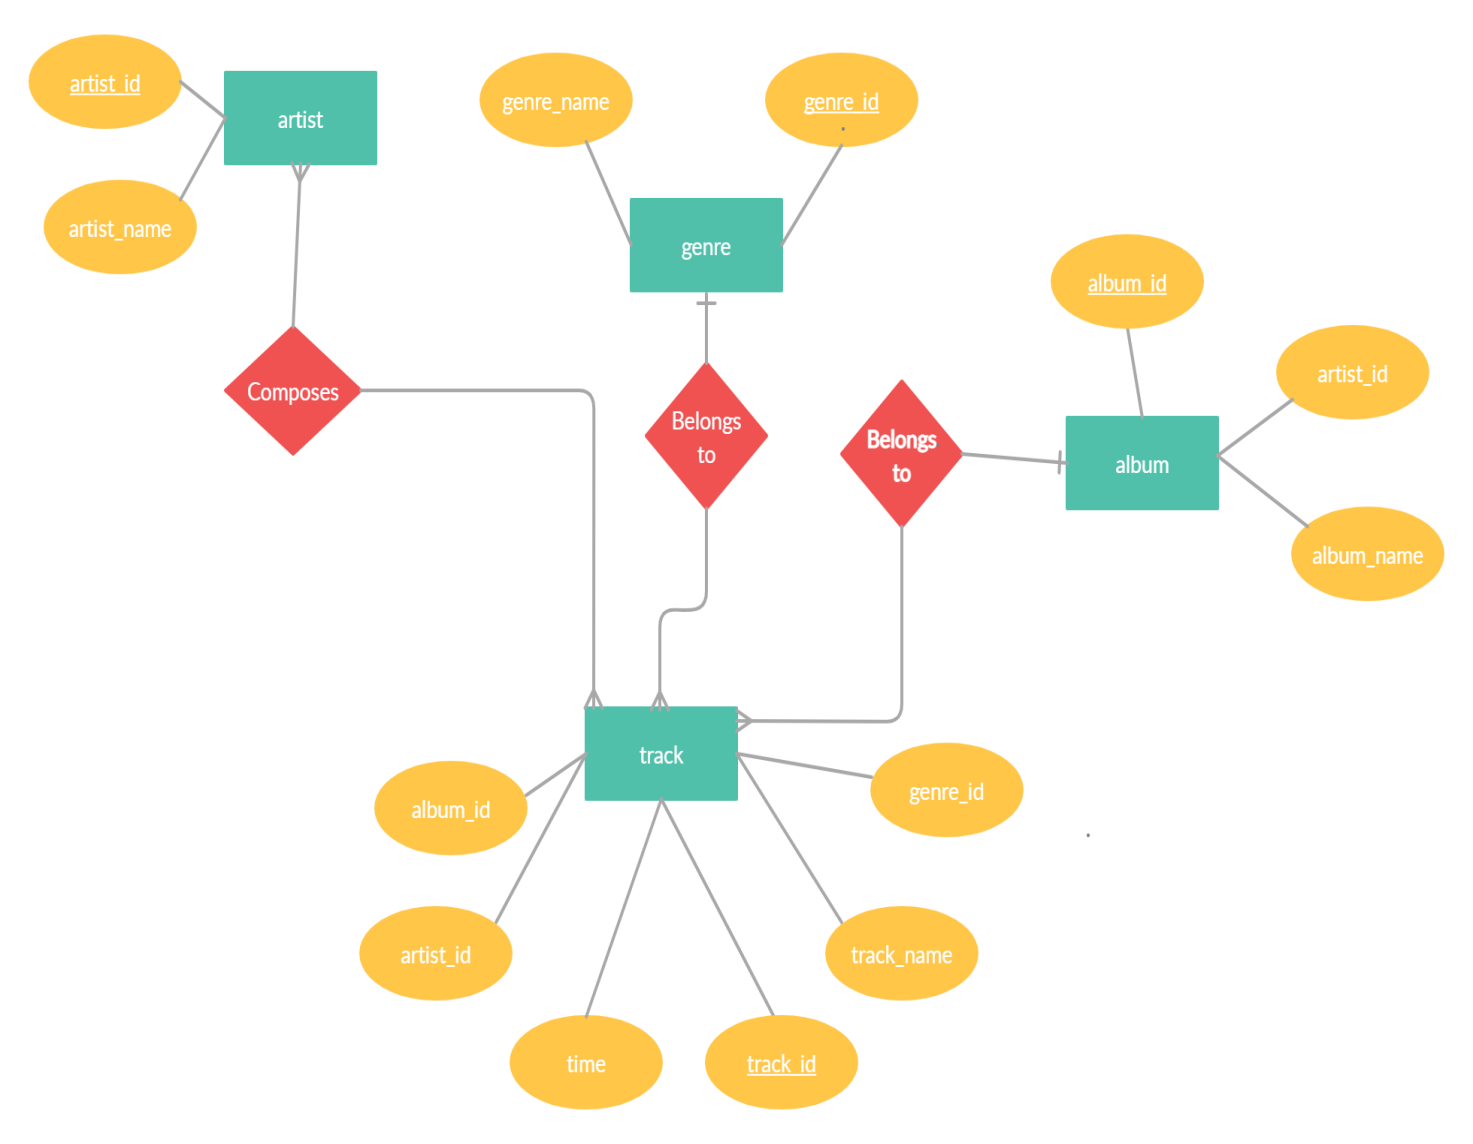 artist_id
artist
artist_name
genre_name
genre_id
genre
album_id
artist_id
album
album_name
Composes
Belongs
to
Belongs
to
track
album_id
genre_id
artist_id
track_name
time
track_id